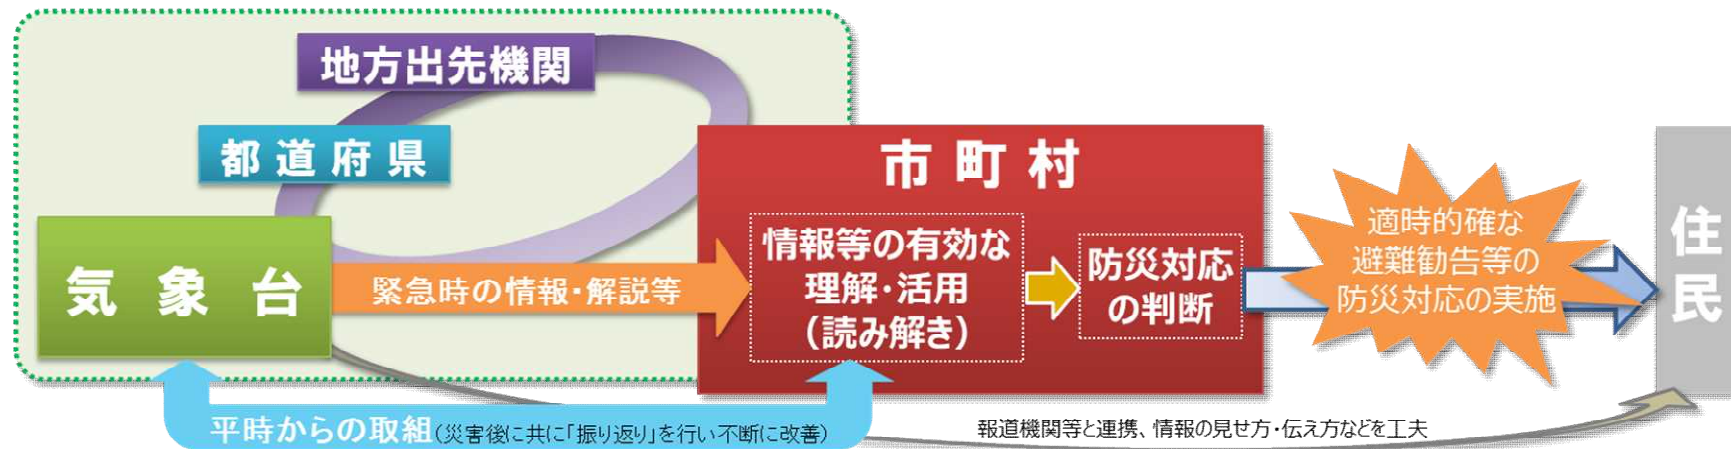 地方出先機関
都道府県
気象台
緊急時の情報・解説等
市町村
情報等の有効な
理解・活用
（読み解き）
防災対応
の判断
適時的確な
避難勧告等の
防災対応の実施
住民
平時からの取組(災害後に共に「振り返り」を行い不断に改善)
報道機関等と連携、情報の見せ方・伝え方などを工夫